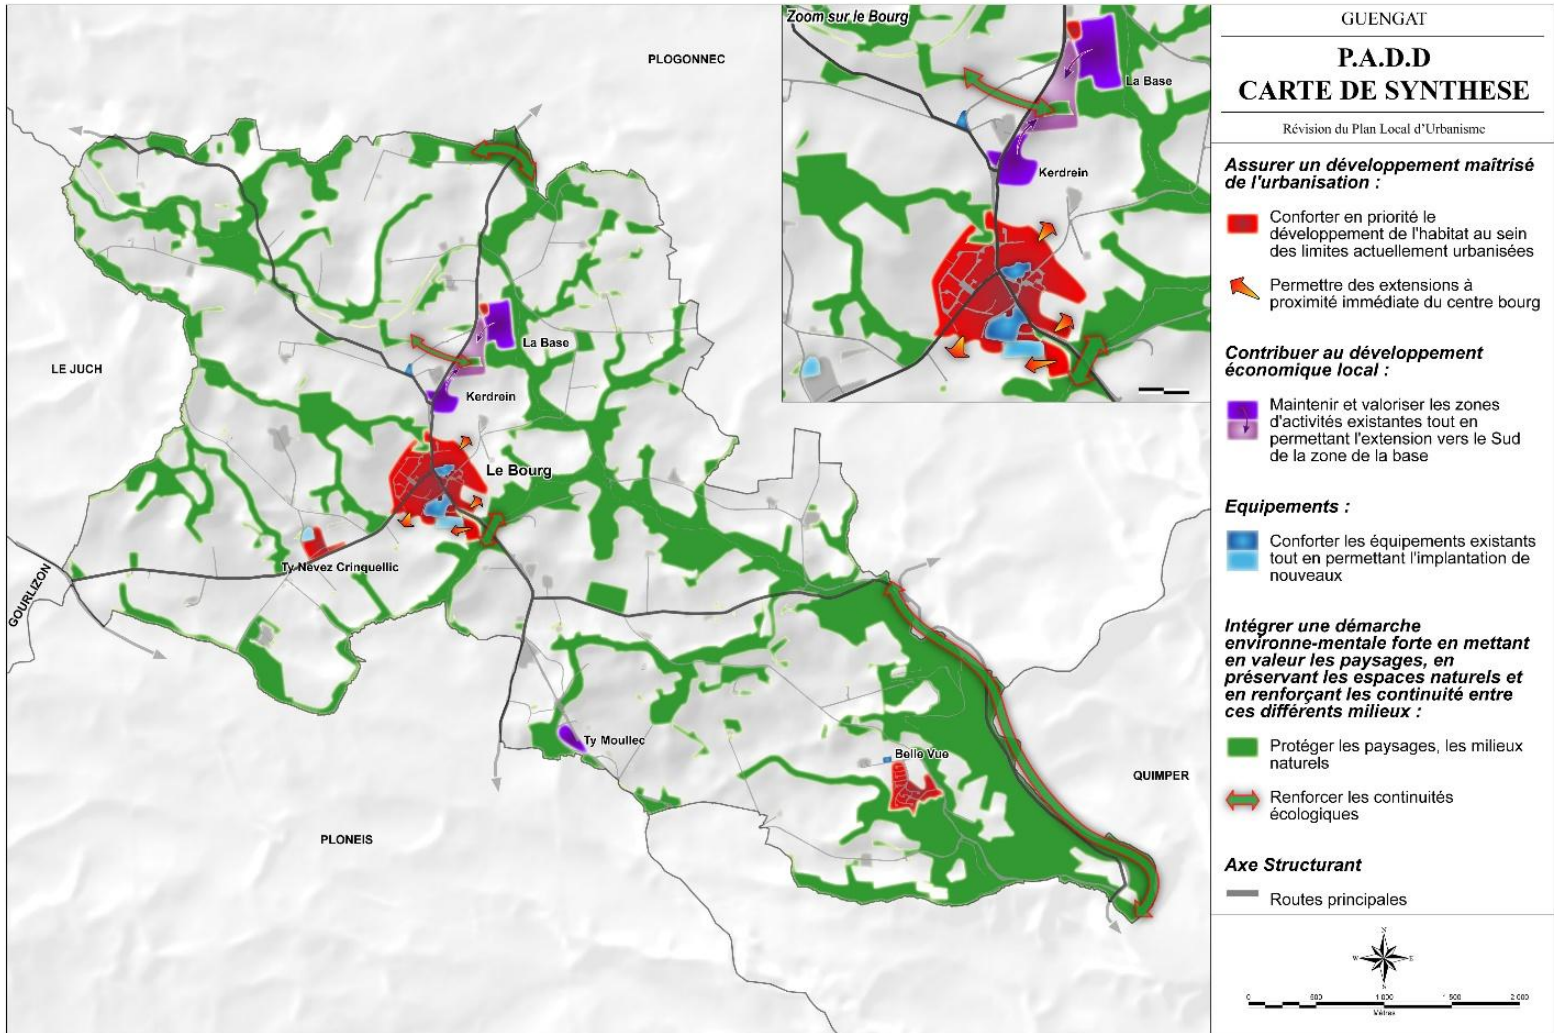 Zoom sur le Bourg
La Base
Kerdrein
PLOGONNEC
LE JUCH
La Base
Kerdrein
Le Bourg
Ty Nevez Crinquellic
GOURLIZON
Ty Moullec
Belle Vue
QUIMPER
PLONEIS
GUENGAT
P.A.D.D
CARTE DE SYNTHESE
Révision du Plan Local d'Urbanisme
Assurer un développement maîtrisé
de l'urbanisation :
Conforter en priorité le
développement de l'habitat au sein
des limites actuellement urbanisées
Permettre des extensions à
proximité immédiate du centre bourg
Contribuer au développement
économique local :
Maintenir et valoriser les zones
d'activités existantes tout en
permettant l'extension vers le Sud
de la zone de la base
Equipements :
Conforter les équipements existants
tout en permettant l'implantation de
nouveaux
Intégrer une démarche
environne-mentale forte en mettant
en valeur les paysages, en
préservant les espaces naturels et
en renforçant les continuité entre
ces différents milieux :
Protéger les paysages, les milieux
naturels
Renforcer les continuités
écologiques
Axe Structurant
Routes principales
N
W E
S
0 500 1 000 1 500 2 000
Mètres